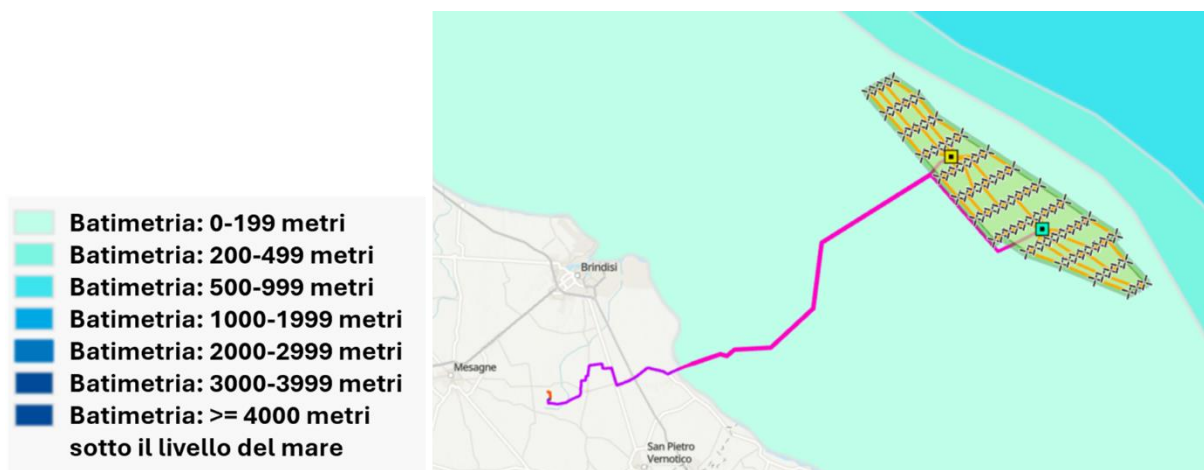 Batimetria: 0-199 metri
Batimetria: 200-499 metri
Batimetria: 500-999 metri
Batimetria: 1000-1999 metri
Batimetria: 2000-2999 metri
Batimetria: 3000-3999 metri
Batimetria: >= 4000 metri
sotto il livello del mare
Brindisi
Mesagne
San Pietro
Vernotico